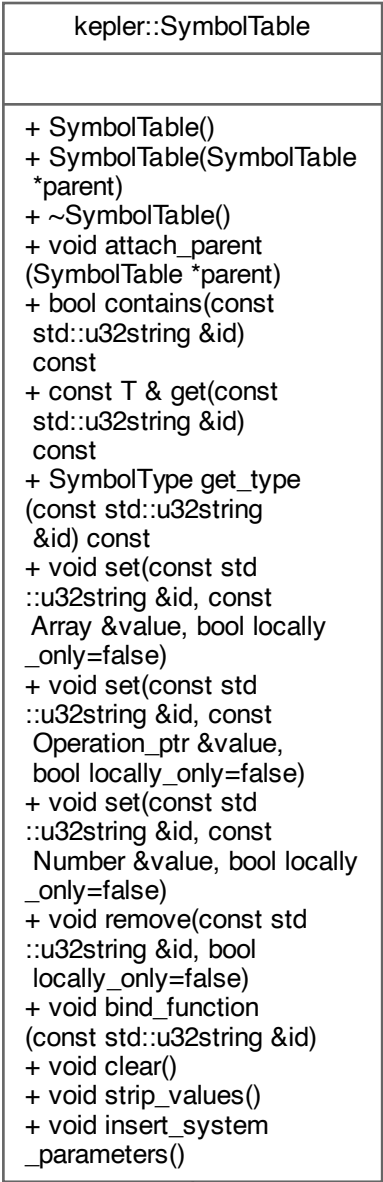 kepler::SymbolTable
+ SymbolTable()
+ SymbolTable(SymbolTable
*parent)
+ ~SymbolTable()
+ void attach_parent
(SymbolTable *parent)
+ bool contains(const
std::u32string &id)
const
+ const T & get(const
std::u32string &id)
const
+ SymbolType get_type
(const std::u32string
&id) const
+ void set(const std
::u32string &id, const
Array &value, bool locally
_only=false)
+ void set(const std
::u32string &id, const
Operation_ptr &value,
bool locally_only=false)
+ void set(const std
::u32string &id, const
Number &value, bool locally
_only=false)
+ void remove(const std
::u32string &id, bool
locally_only=false)
+ void bind_function
(const std::u32string &id)
+ void clear()
+ void strip_values()
+ void insert_system
_parameters()